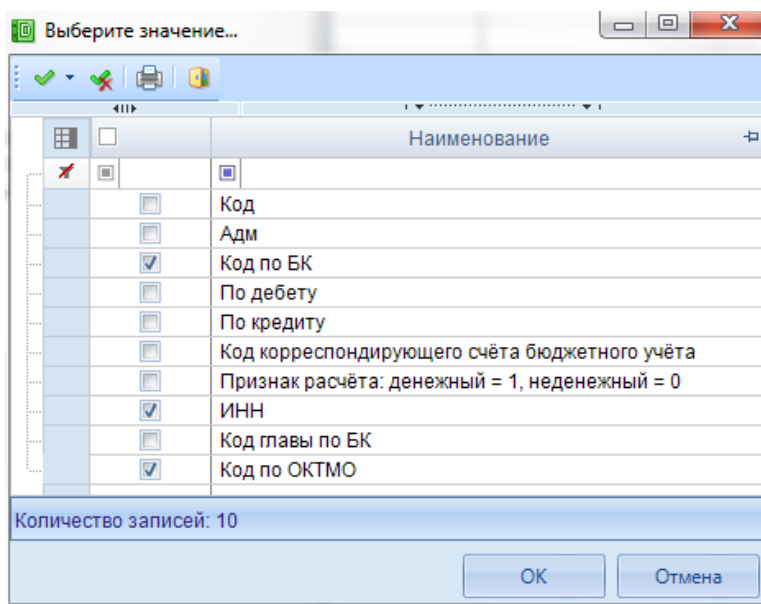 Выберите значение...
Наименование
Код
Адм
Код по БК
По дебету
По кредиту
Код корреспондирующего счёта бюджетного учёта
Признак расчёта: денежный = 1, неденежный = 0
ИНН
Код главы по БК
Код по ОКТМО
Количество записей: 10
ОК
Отмена